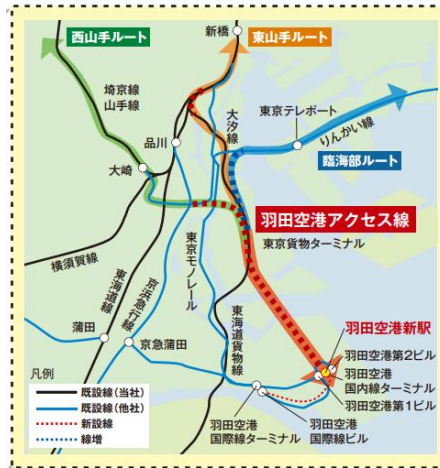 新橋
西山手ルート
東山手ルート
埼京線
山手線
大汐線
東京テレポート
りんかい線
品川
臨海部ルート
大崎
羽田空港アクセス線
東京貨物ターミナル
横須賀線
東海道線
京浜急行線
東京モノレール
東海道貨物線
蒲田
京急蒲田
羽田空港新駅
羽田空港第2ビル
羽田空港
国内線ターミナル
羽田空港第1ビル
羽田空港
国際線ターミナル
羽田空港
国際線ビル
凡例
既設線(当社)
既設線(他社)
新設線
線増